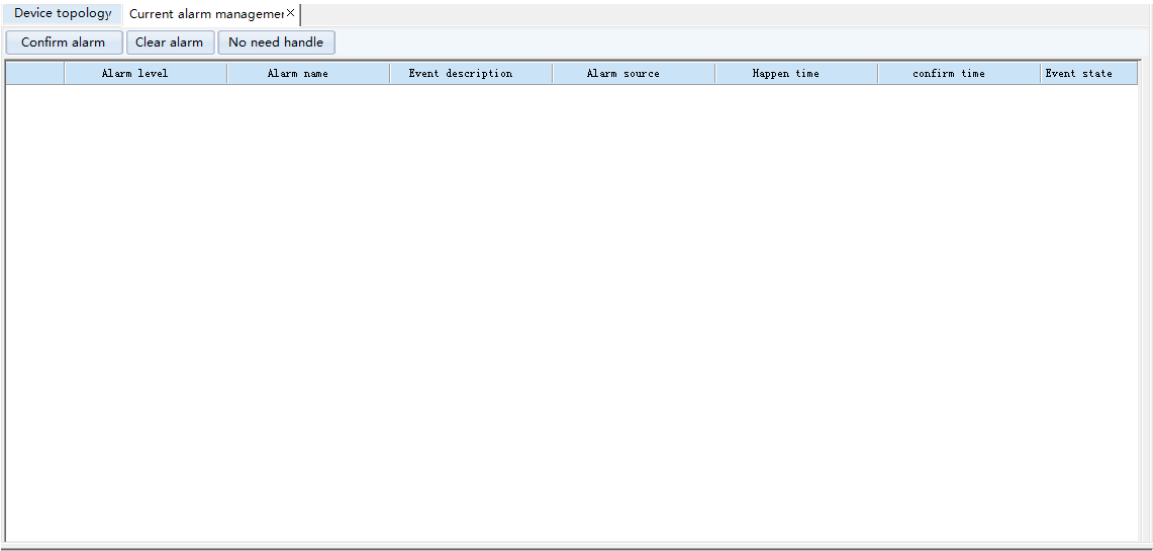 Device topology Current alarm managemer×
Confirm alarm Clear alarm No need handle
Alarm level Alarm name Event description Alarm source Happen time confirm time Event state